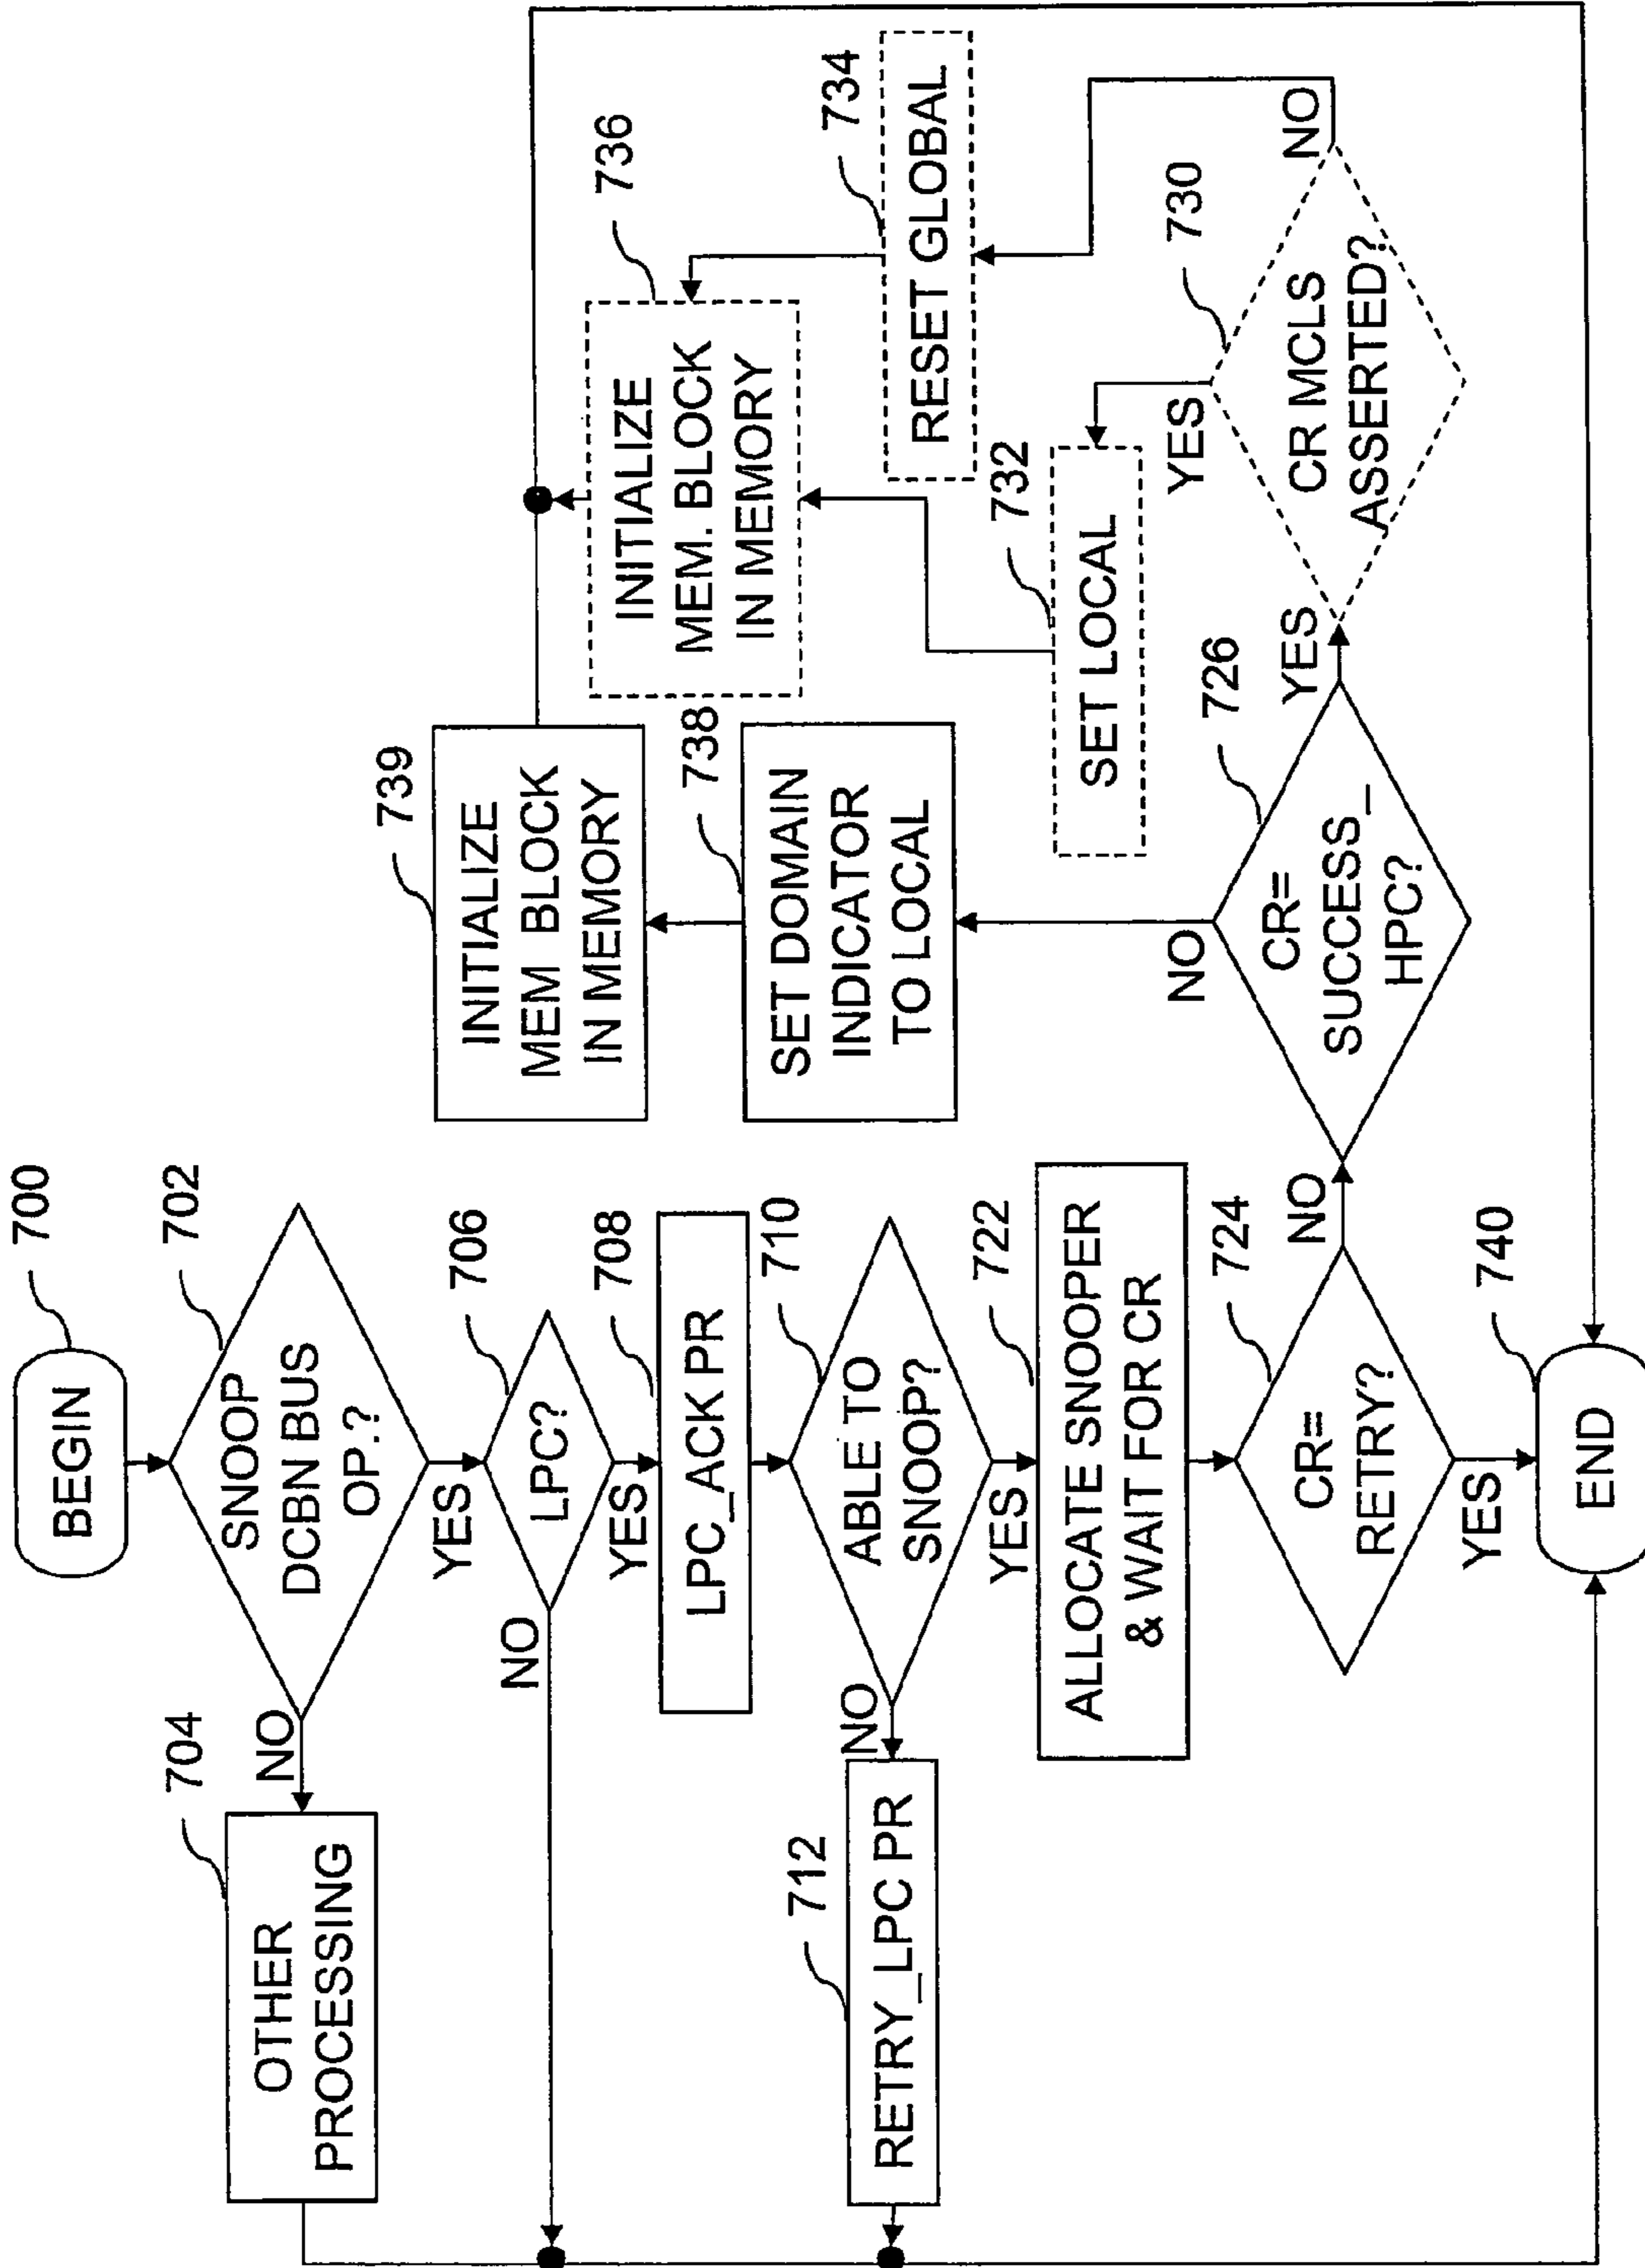 BEGIN
700
SNOOP
DCBN BUS
OP.?
702
NO
YES
OTHER
PROCESSING
704
LPC?
706
NO
YES
LPC_ACK PR
708
ABLE TO
SNOOP?
710
NO
YES
RETRY_LPC PR
712
ALLOCATE SNOOPER
& WAIT FOR CR
722
CR=
RETRY?
724
NO
YES
CR=
SUCCESS_
HPC?
726
NO
YES
CR MCLS
ASSERTED?
730
YES
NO
SET LOCAL
732
RESET GLOBAL
734
INITIALIZE
MEM. BLOCK
IN MEMORY
736
SET DOMAIN
INDICATOR
TO LOCAL
738
INITIALIZE
MEM BLOCK
IN MEMORY
739
END
740